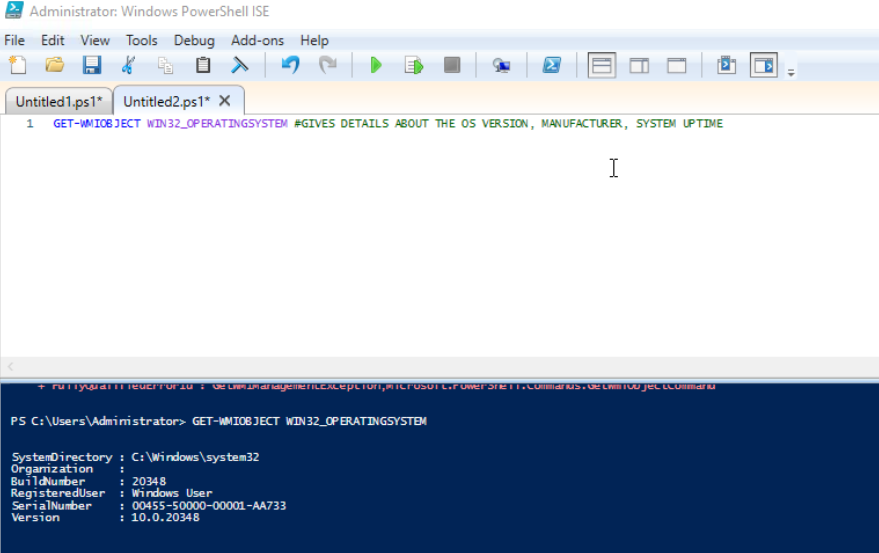 Administrator: Windows PowerShell ISE
File Edit View Tools Debug Add-ons Help
Untitled1.ps1* Untitled2.ps1* X
1 GET-WMIOBJECT WIN32_OPERATINGSYSTEM #GIVES DETAILS ABOUT THE OS VERSION, MANUFACTURER, SYSTEM UPTIME
+ FullyQualifiedErrorId : GetWMIManagementException,Microsoft.PowerShell.Commands.GetWmiObjectCommand
PS C:\Users\Administrator> GET-WMIOBJECT WIN32_OPERATINGSYSTEM
SystemDirectory : C:\Windows\system32
Organization :
BuildNumber : 20348
RegisteredUser : Windows User
SerialNumber : 00455-50000-00001-AA733
Version : 10.0.20348